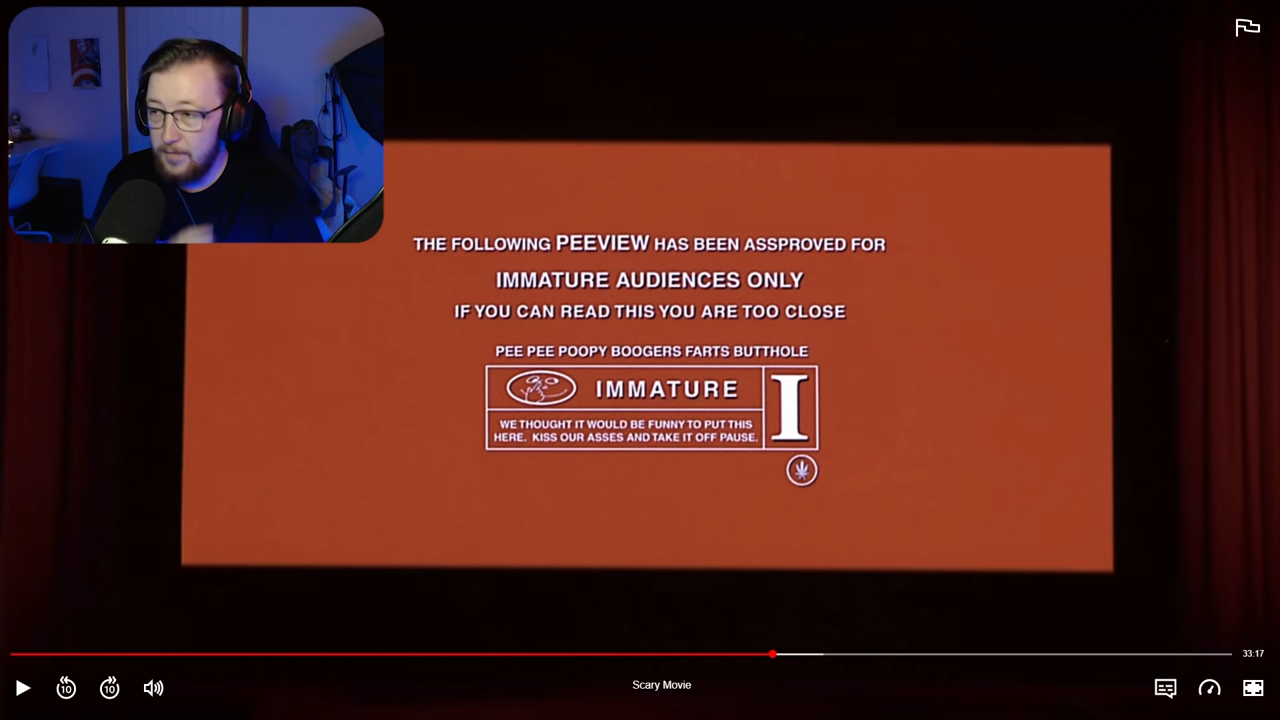 THE FOLLOWING PEEVIEW HAS BEEN ASSPROVED FOR
IMMATURE AUDIENCES ONLY
IF YOU CAN READ THIS YOU ARE TOO CLOSE
PEE PEE POOPY BOOGERS FARTS BUTTHOLE
IMMATURE
I
WE THOUGHT IT WOULD BE FUNNY TO PUT THIS
HERE. KISS OUR ASSES AND TAKE IT OFF PAUSE.
33:17
10
10
Scary Movie